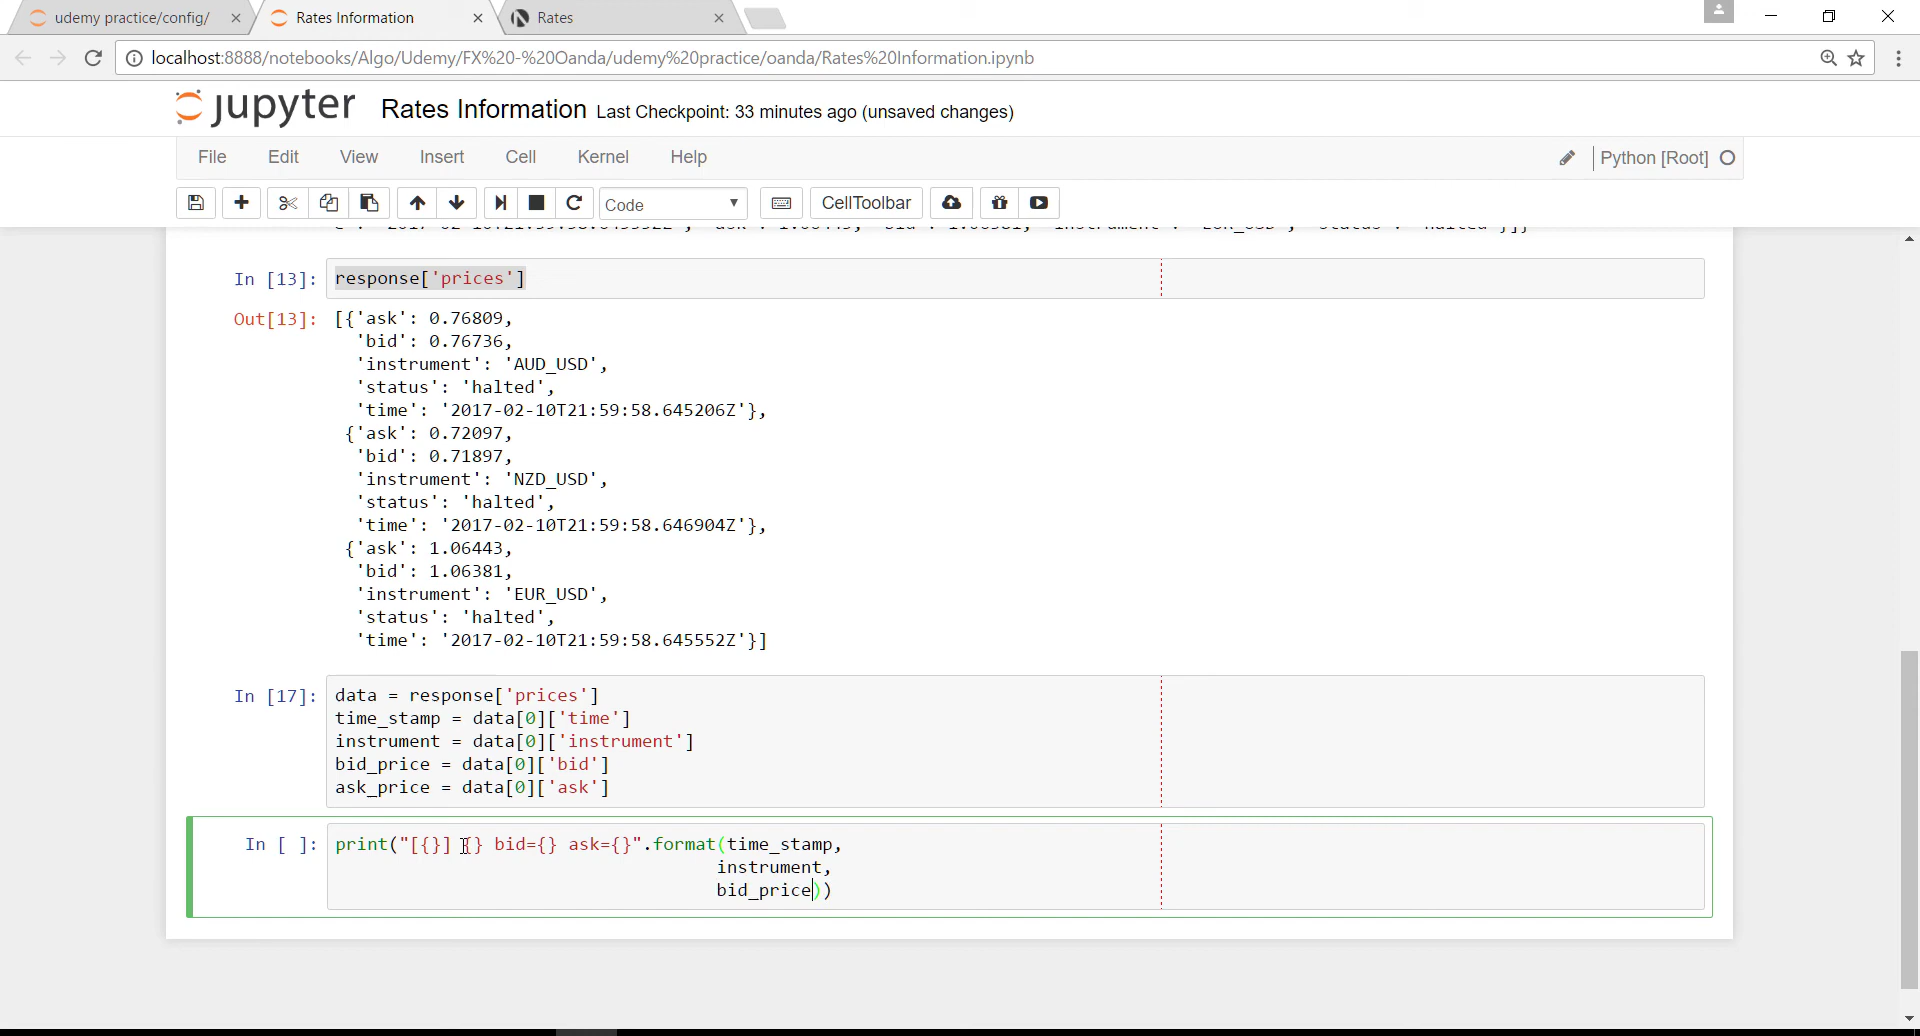 udemy practice/config/
Rates Information
Rates
localhost:8888/notebooks/Algo/Udemy/FX%20-%20Oanda/udemy%20practice/oanda/Rates%20Information.ipynb
jupyter Rates Information Last Checkpoint: 33 minutes ago (unsaved changes)
File Edit View Insert Cell Kernel Help Python [Root]
Code CellToolbar
In [13]: response['prices']
Out[13]: [{'ask': 0.76809,
'bid': 0.76736,
'instrument': 'AUD_USD',
'status': 'halted',
'time': '2017-02-10T21:59:58.645206Z'},
{'ask': 0.72097,
'bid': 0.71897,
'instrument': 'NZD_USD',
'status': 'halted',
'time': '2017-02-10T21:59:58.646904Z'},
{'ask': 1.06443,
'bid': 1.06381,
'instrument': 'EUR_USD',
'status': 'halted',
'time': '2017-02-10T21:59:58.645552Z'}]
In [17]: data = response['prices']
time_stamp = data[0]['time']
instrument = data[0]['instrument']
bid_price = data[0]['bid']
ask_price = data[0]['ask']
In [ ]: print("[{}] {} bid={} ask={}".format(time_stamp,
instrument,
bid_price))